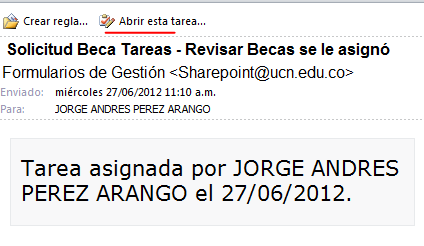 Crear regla... Abrir esta tarea...
Solicitud Beca Tareas - Revisar Becas se le asignó
Formularios de Gestión <Sharepoint@ucn.edu.co>
Enviado: miércoles 27/06/2012 11:10 a.m.
Para: JORGE ANDRES PEREZ ARANGO
Tarea asignada por JORGE ANDRES
PEREZ ARANGO el 27/06/2012.